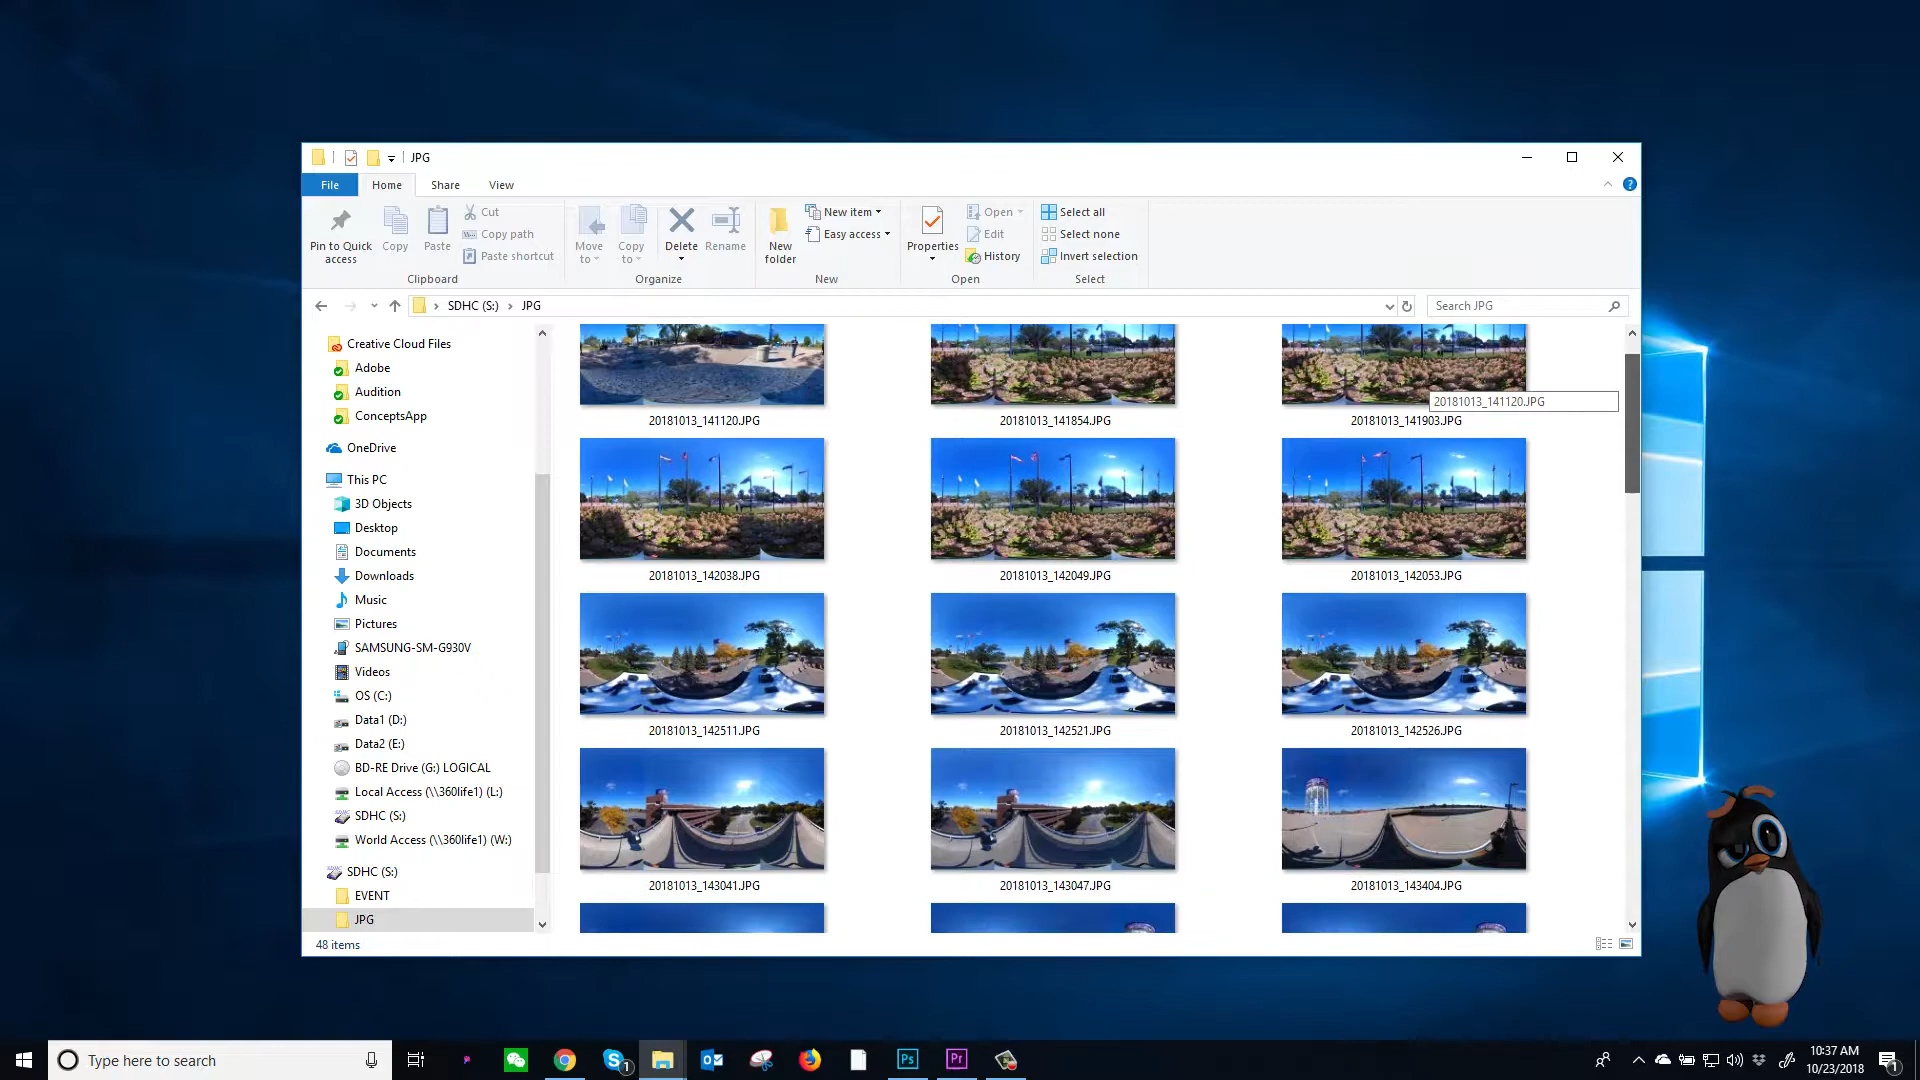 JPG
File
Home
Share
View
Pin to Quick access
Copy
Paste
Cut
Copy path
Paste shortcut
Clipboard
Move to
Copy to
Delete
Rename
Organize
New folder
New item
Easy access
New
Properties
Open
Edit
History
Open
Select all
Select none
Invert selection
Select
SDHC (S:)
JPG
Search JPG
Creative Cloud Files
Adobe
Audition
ConceptsApp
OneDrive
This PC
3D Objects
Desktop
Documents
Downloads
Music
Pictures
SAMSUNG-SM-G930V
Videos
OS (C:)
Data1 (D:)
Data2 (E:)
BD-RE Drive (G:) LOGICAL
Local Access (\\360life1) (L:)
SDHC (S:)
World Access (\\360life1) (W:)
SDHC (S:)
EVENT
JPG
20181013_141120.JPG
20181013_141854.JPG
20181013_141903.JPG
20181013_141120.JPG
20181013_142038.JPG
20181013_142049.JPG
20181013_142053.JPG
20181013_142511.JPG
20181013_142521.JPG
20181013_142526.JPG
20181013_143041.JPG
20181013_143047.JPG
20181013_143404.JPG
48 items
Type here to search
1
Ps
Pr
10:37 AM
10/23/2018
1